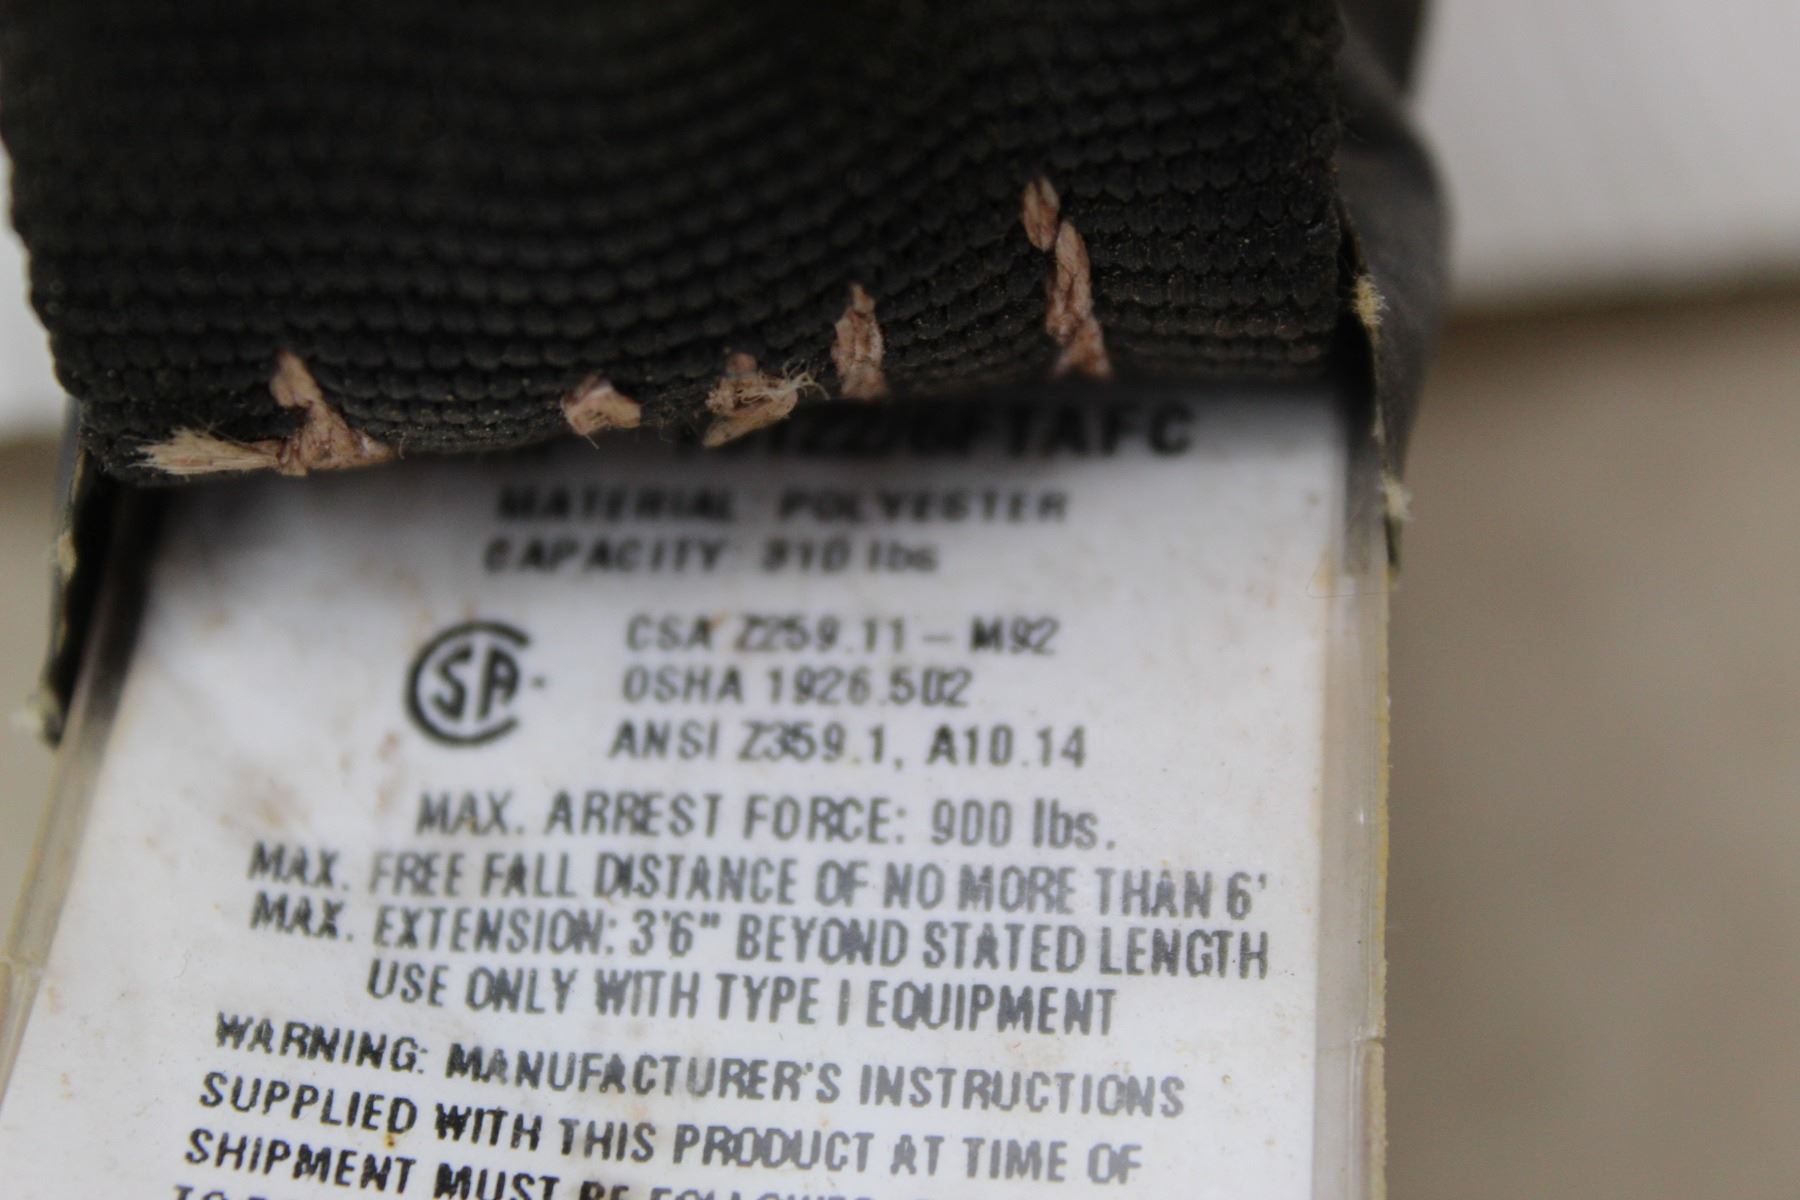 MATERIAL POLYESTER
CAPACITY 310 lbs
CSA Z259.11 – M92
OSHA 1926.502
ANSI Z359.1, A10.14
MAX. ARREST FORCE: 900 lbs.
MAX. FREE FALL DISTANCE OF NO MORE THAN 6'
MAX. EXTENSION: 3'6" BEYOND STATED LENGTH
USE ONLY WITH TYPE I EQUIPMENT
WARNING: MANUFACTURER'S INSTRUCTIONS
SUPPLIED WITH THIS PRODUCT AT TIME OF
SHIPMENT MUST BE FOLLOWED